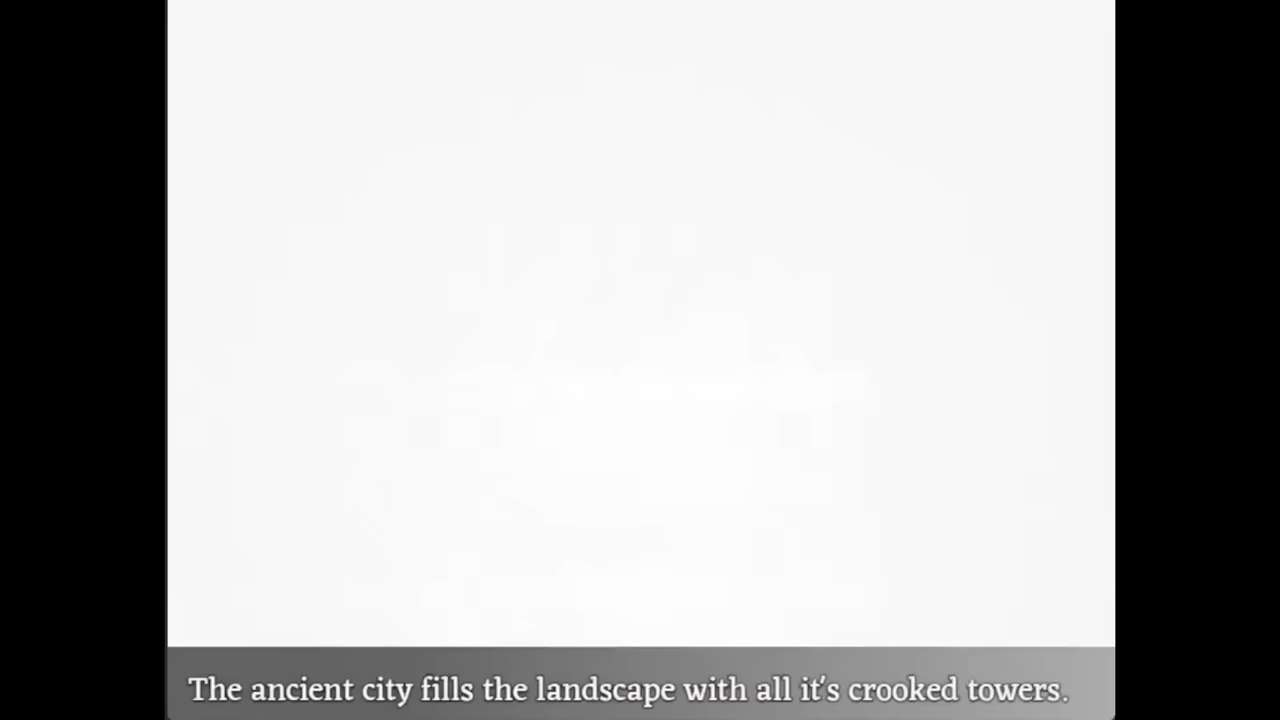 The ancient city fills the landscape with all it's crooked towers.